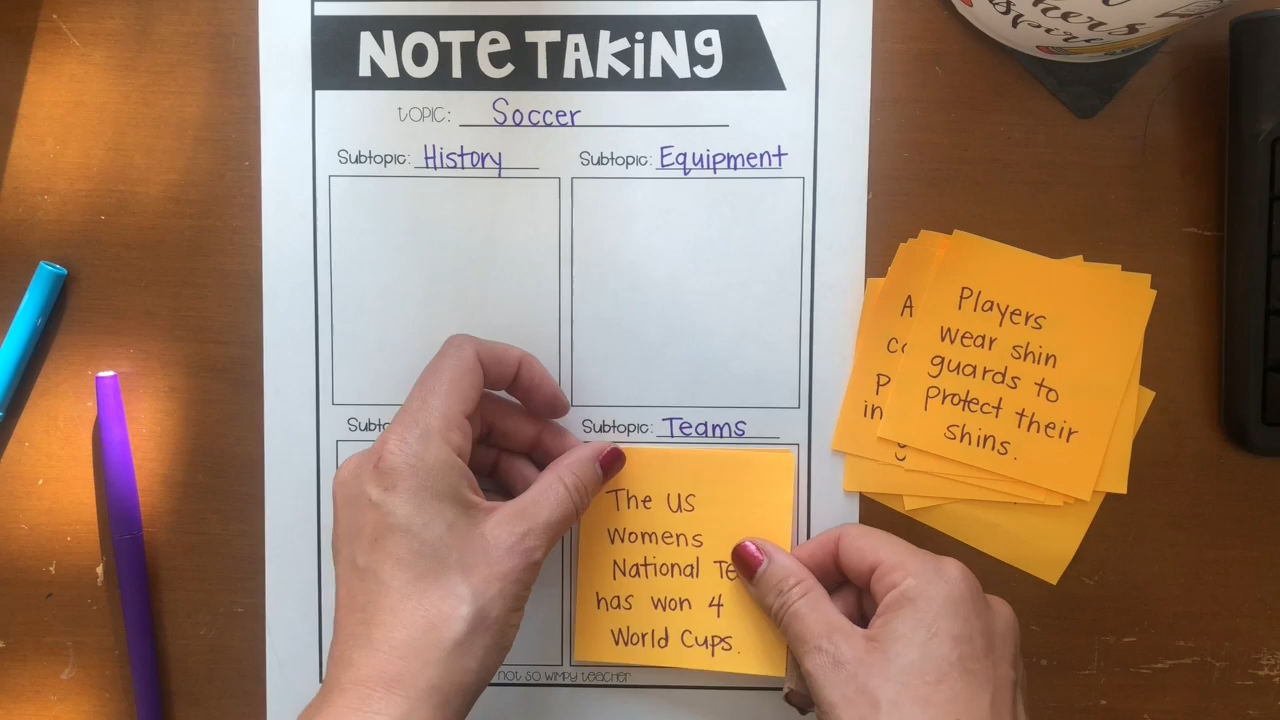 NOTE TAKING
TOPIC: Soccer
Subtopic: History
Subtopic: Equipment
Subtopic: Teams
The US
Womens
National
has won 4
World Cups.
not so wimpy teacher
Players
wear shin
guards to
Protect their
shins.
A
P
in